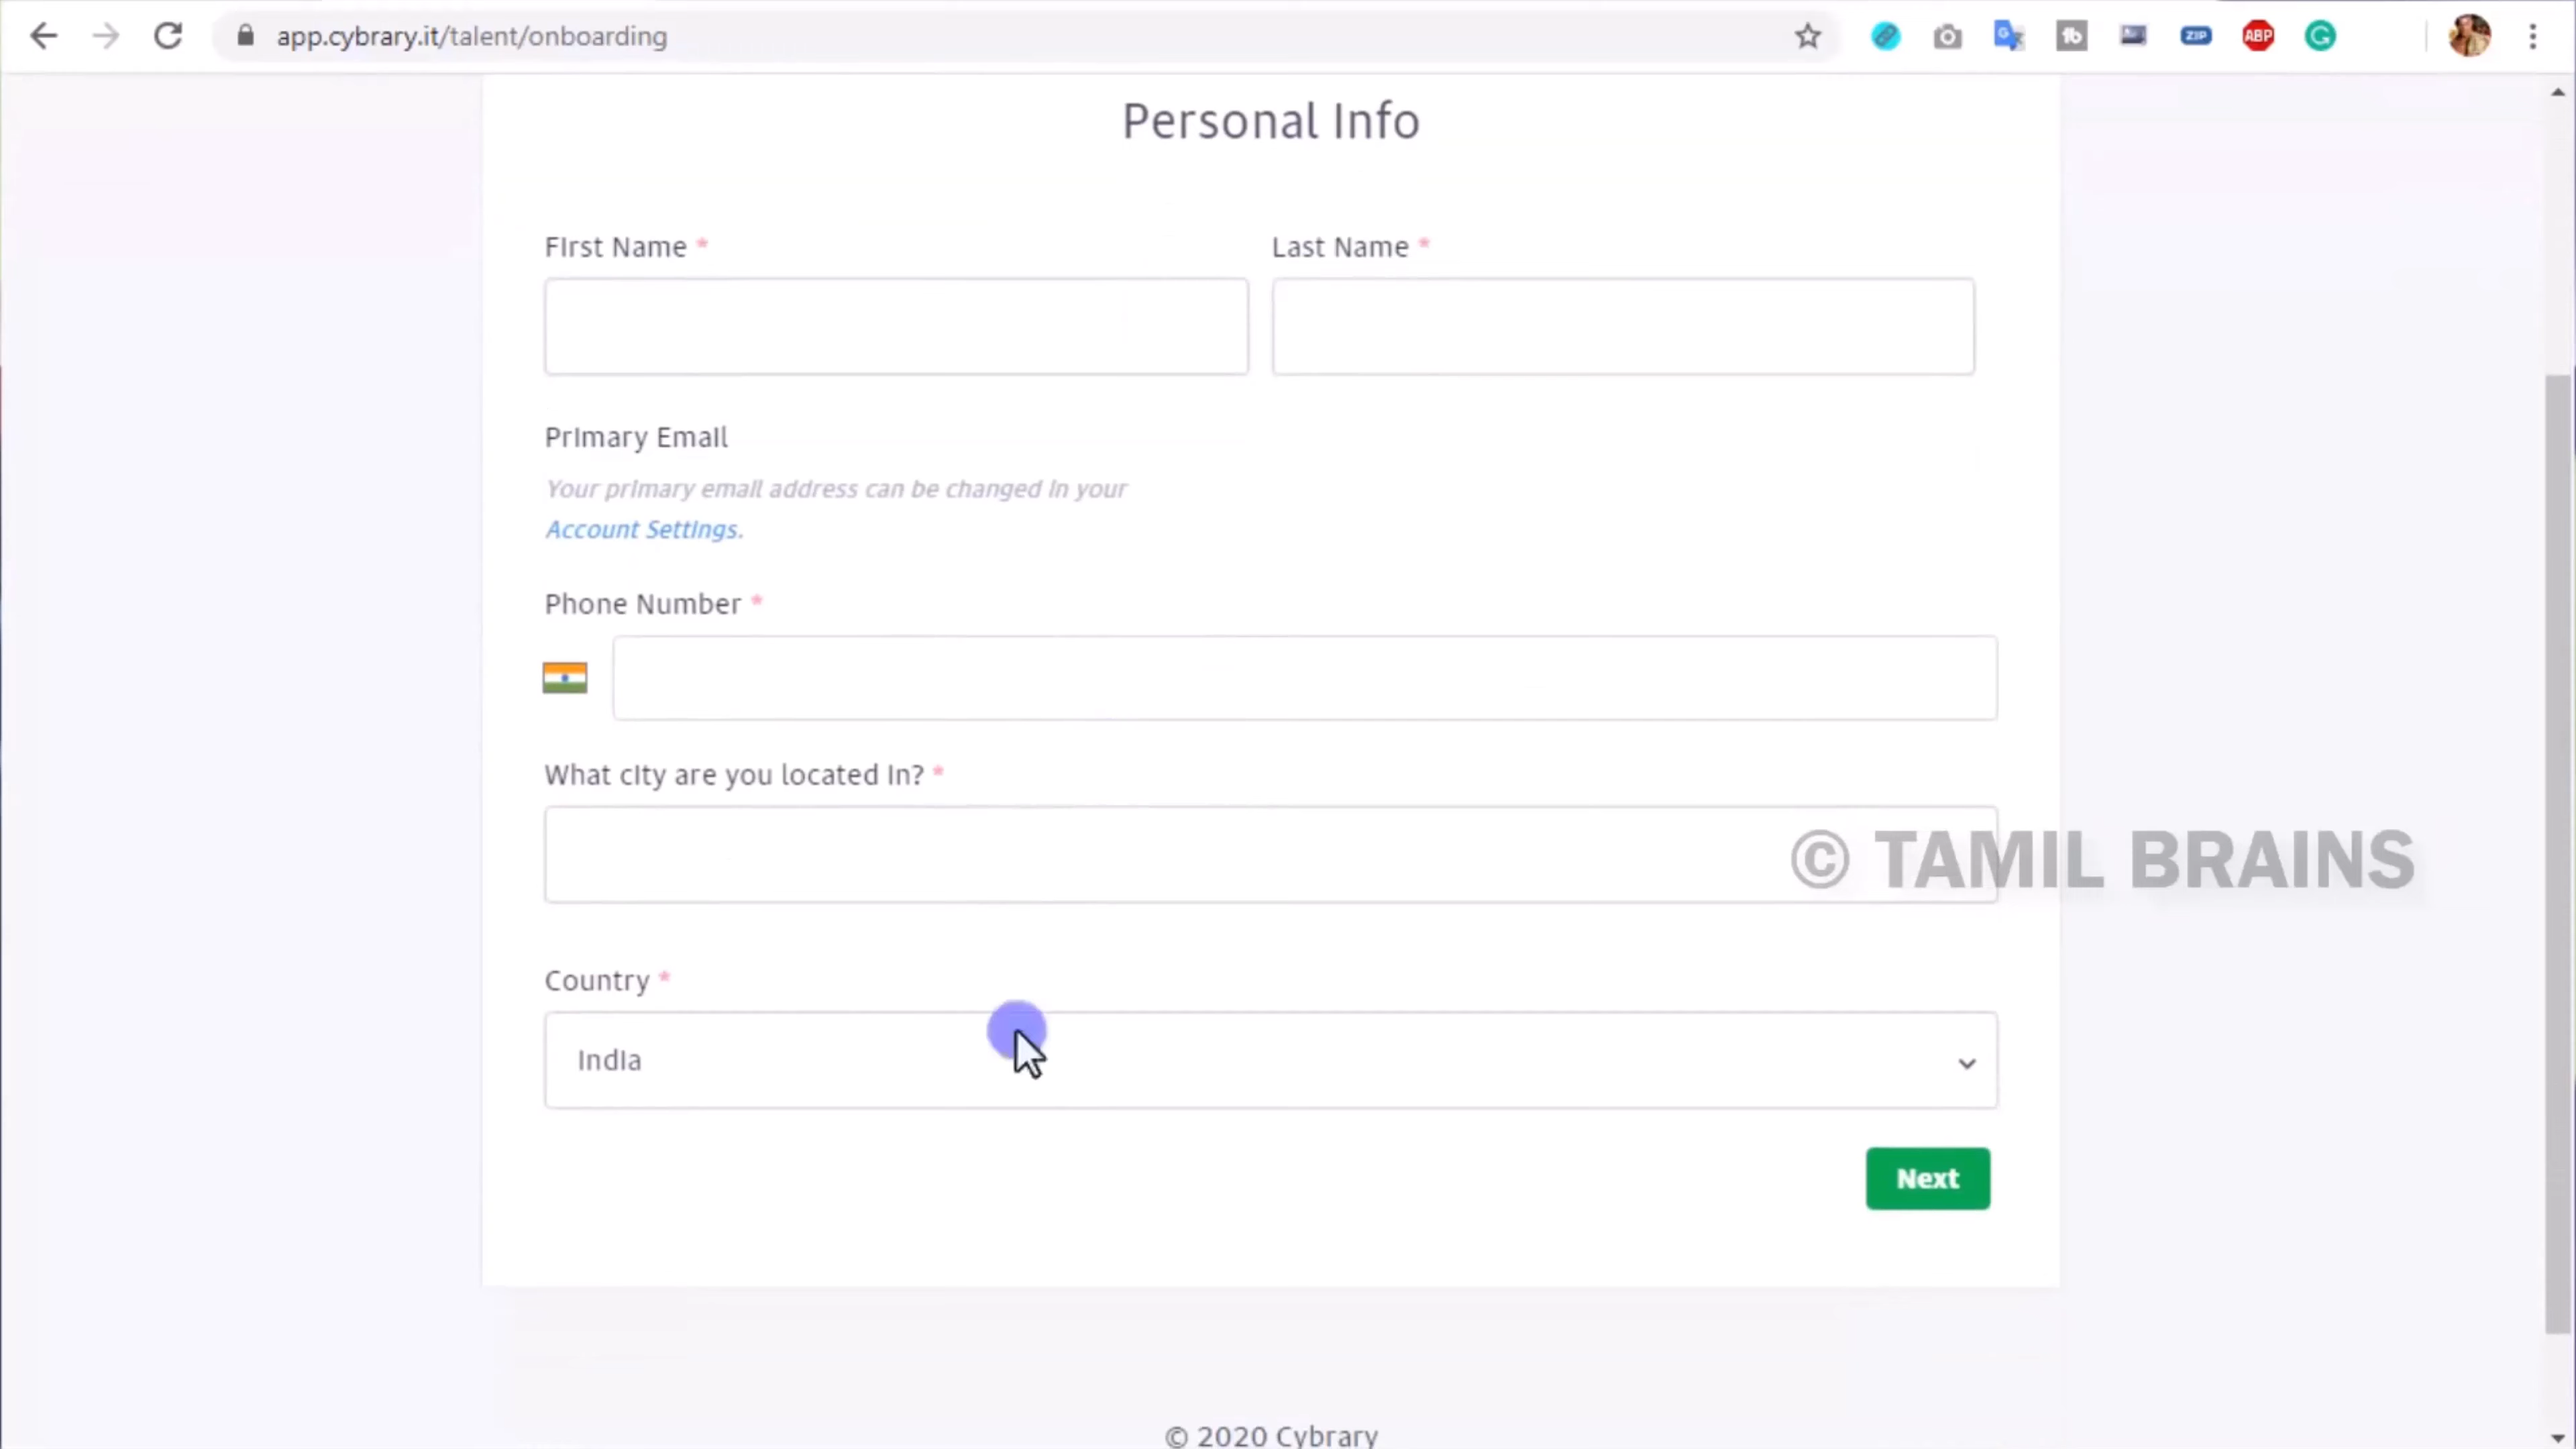 app.cybrary.it/talent/onboarding
ZIP
ABP
Personal Info
First Name *
Last Name *
Primary Email
Your primary email address can be changed in your
Account Settings.
Phone Number *
What city are you located in? *
© TAMIL BRAINS
Country *
India
Next
© 2020 Cybrary